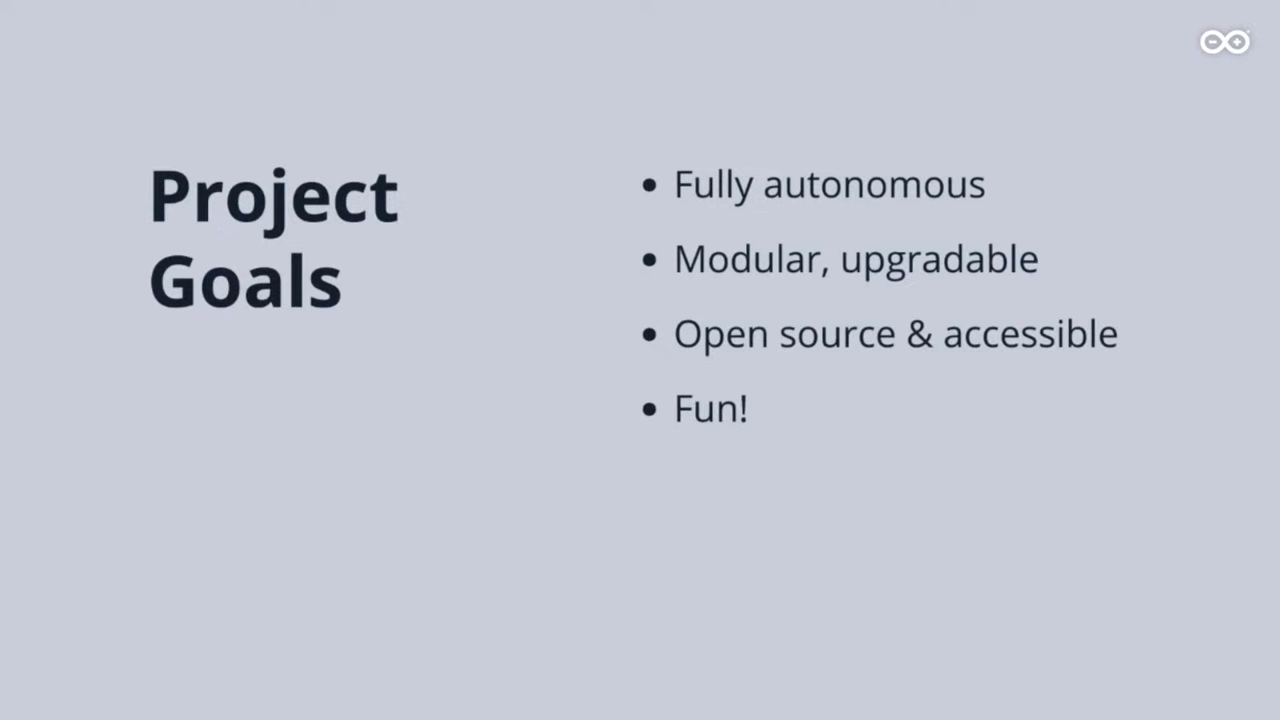 Project
Goals
• Fully autonomous
• Modular, upgradable
• Open source & accessible
• Fun!